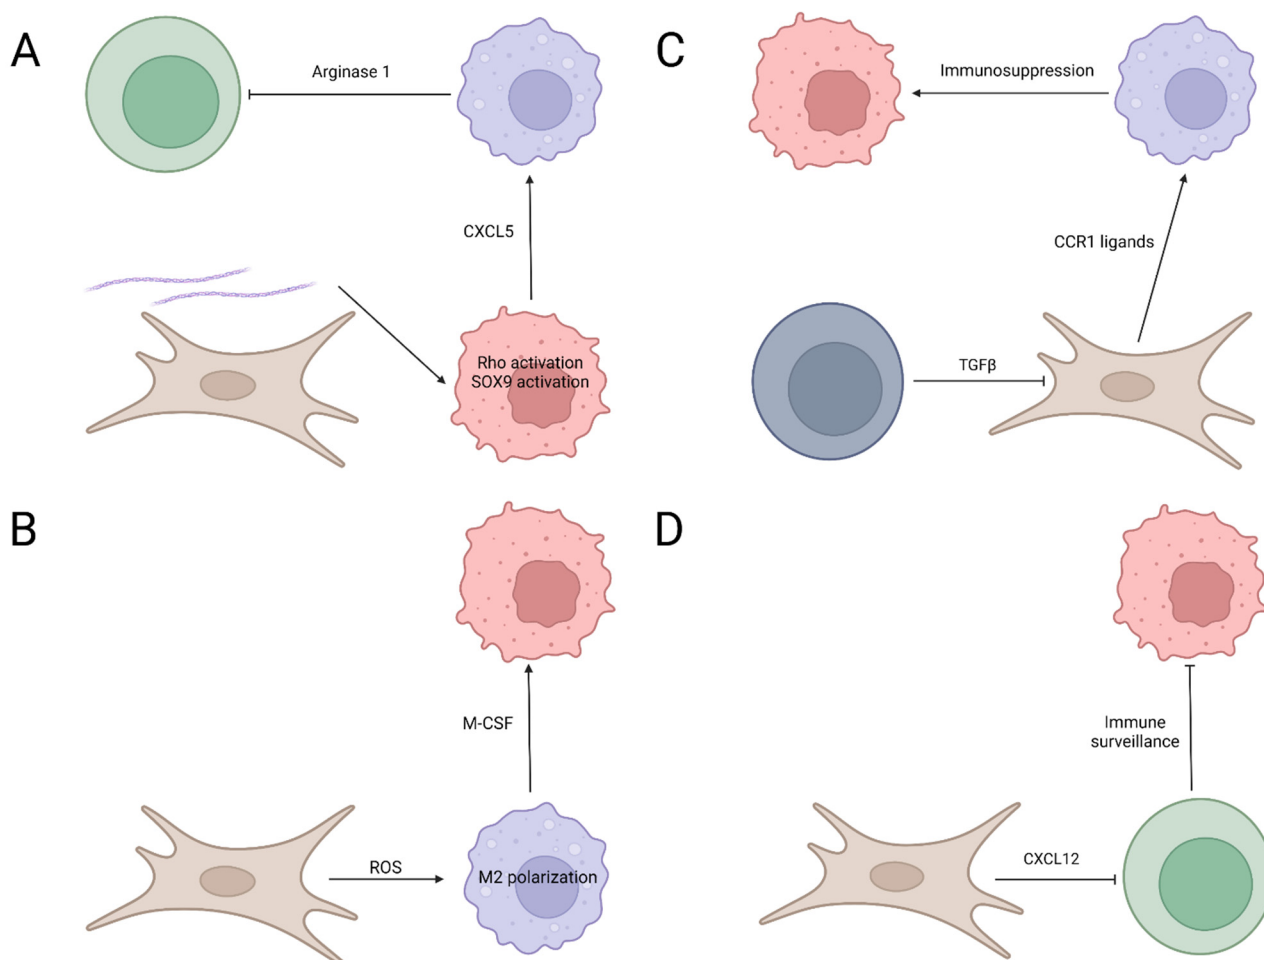 A
Arginase 1
CXCL5
Rho activation
SOX9 activation
B
M-CSF
ROS
M2 polarization
C
Immunosuppression
CCR1 ligands
TGFβ
D
Immune
surveillance
CXCL12